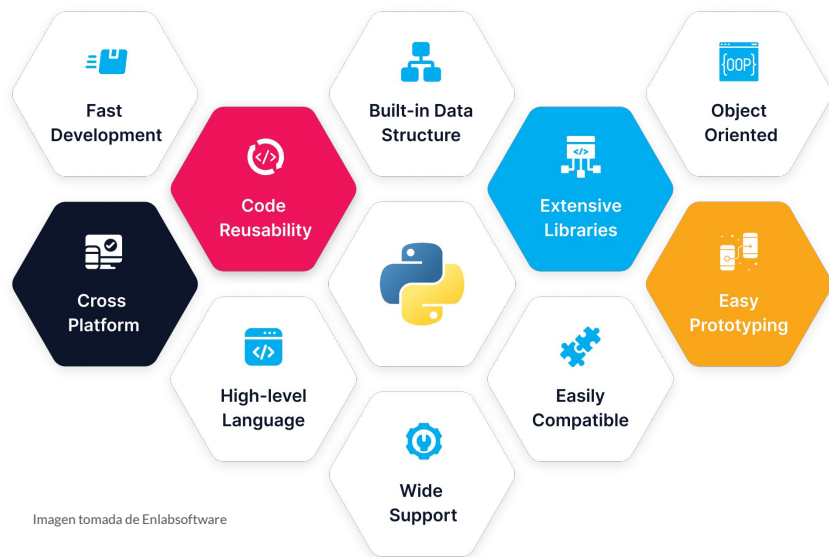 Fast
Development
Built-in Data
Structure
{OOP}
Object
Oriented
</>
Code
Reusability
</>
Extensive
Libraries
Cross
Platform
Easy
Prototyping
</>
High-level
Language
Easily
Compatible
Wide
Support
Imagen tomada de Enlabsoftware